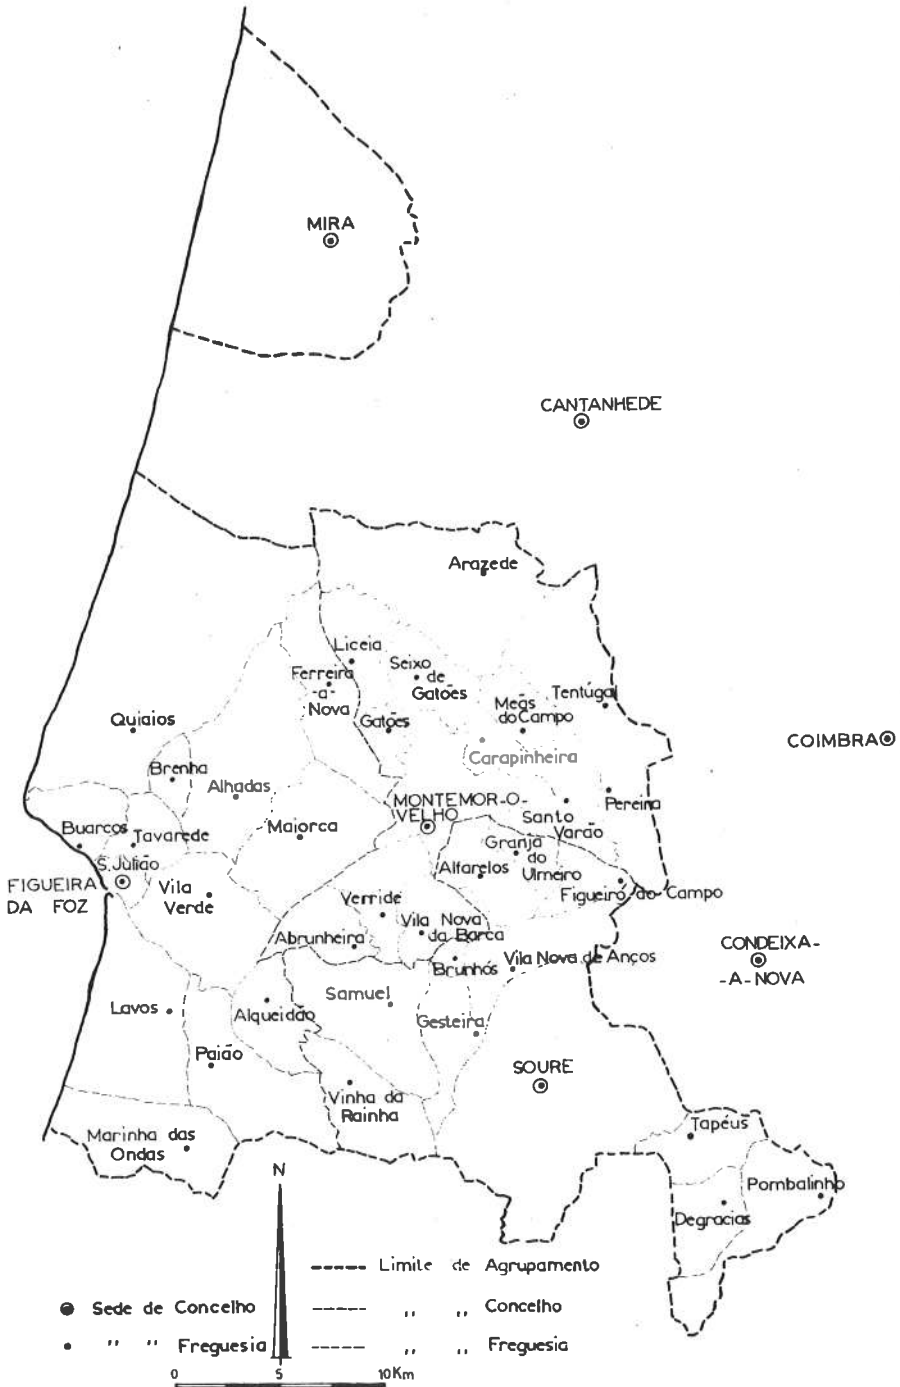 MIRA
CANTANHEDE
Arazede
Liceia
Ferreira
-a-
Nova
Seixo
de
Gatões
Gatões
Meãs
do Campo
Tentúgal
Quiaios
Carapinheira
COIMBRA
Brenha
Alhadas
MONTEMOR-O-
VELHO
Pereira
Santo
Varão
Buarcos
Tavarede
Maiorca
Granja
do
Ulmeiro
S. Julião
Alfarelos
FIGUEIRA
DA FOZ
Vila
Verde
Figueiró do Campo
Verride
Vila Nova
da Barca
Abrunheira
Brunhós
Vila Nova de Anços
CONDEIXA-
-A-NOVA
Lavos
Alqueidão
Samuel
Gesteira
Paião
SOURE
Vinha da
Rainha
Marinha das
Ondas
Tapéus
Pombalinho
Degracias
N
Limite de Agrupamento
Sede de Concelho
" " Concelho
" " Freguesia
" " Freguesia
0 5 10Km